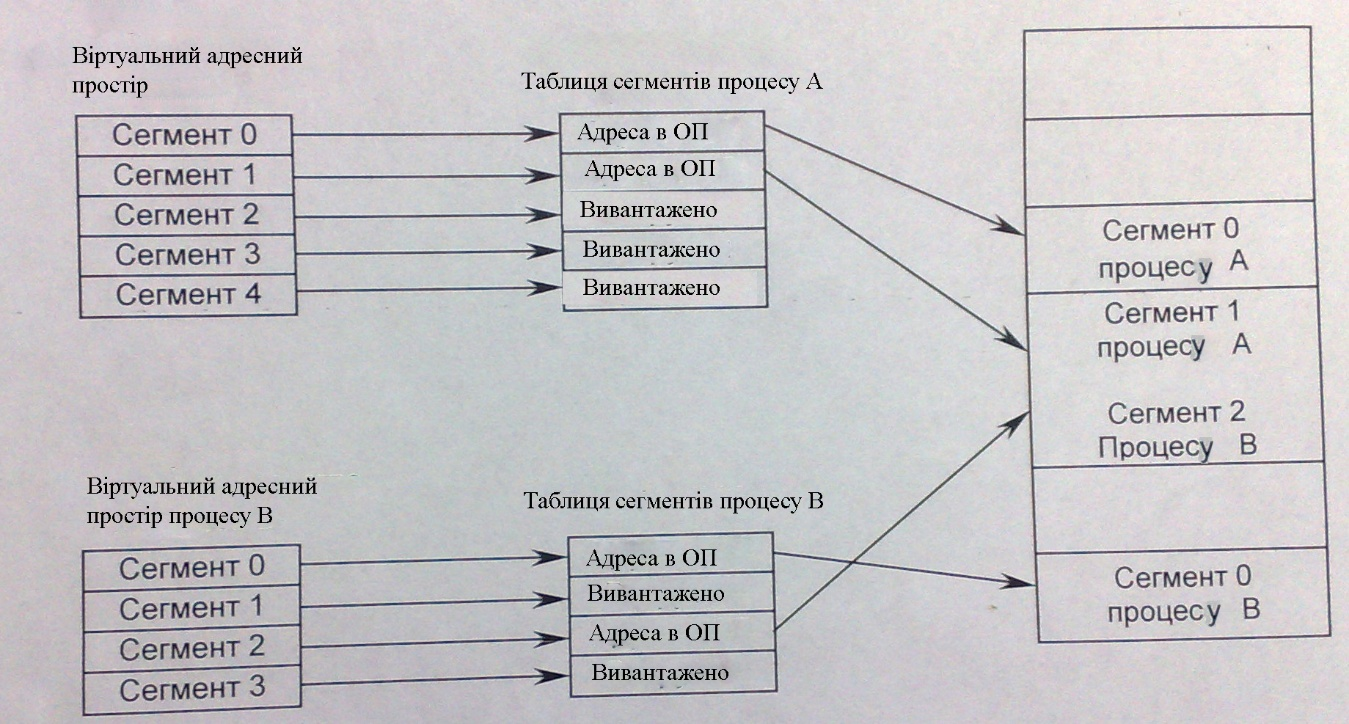 Віртуальний адресний
простір
Сегмент 0
Сегмент 1
Сегмент 2
Сегмент 3
Сегмент 4
Таблиця сегментів процесу А
Адреса в ОП
Адреса в ОП
Вивантажено
Вивантажено
Вивантажено
Сегмент 0
процесу А
Сегмент 1
процесу А
Сегмент 2
Процесу В
Сегмент 0
процесу В
Віртуальний адресний
простір процесу В
Сегмент 0
Сегмент 1
Сегмент 2
Сегмент 3
Таблиця сегментів процесу В
Адреса в ОП
Вивантажено
Адреса в ОП
Вивантажено